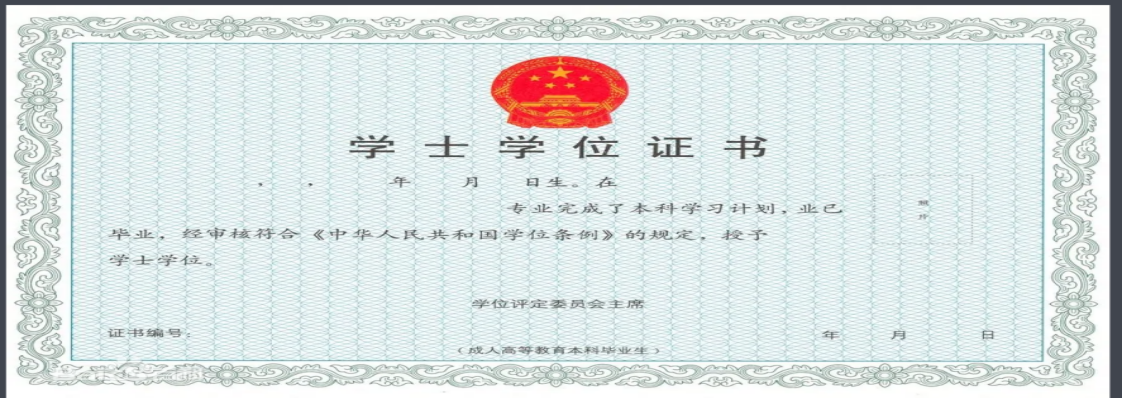 学士学位证书
， ， 年 月 日生。在
专业完成了本科学习计划，业已
照片
毕业，经审核符合《中华人民共和国学位条例》的规定，授予
学士学位。
学位评定委员会主席
证书编号： 年 月 日
（成人高等教育本科毕业生）